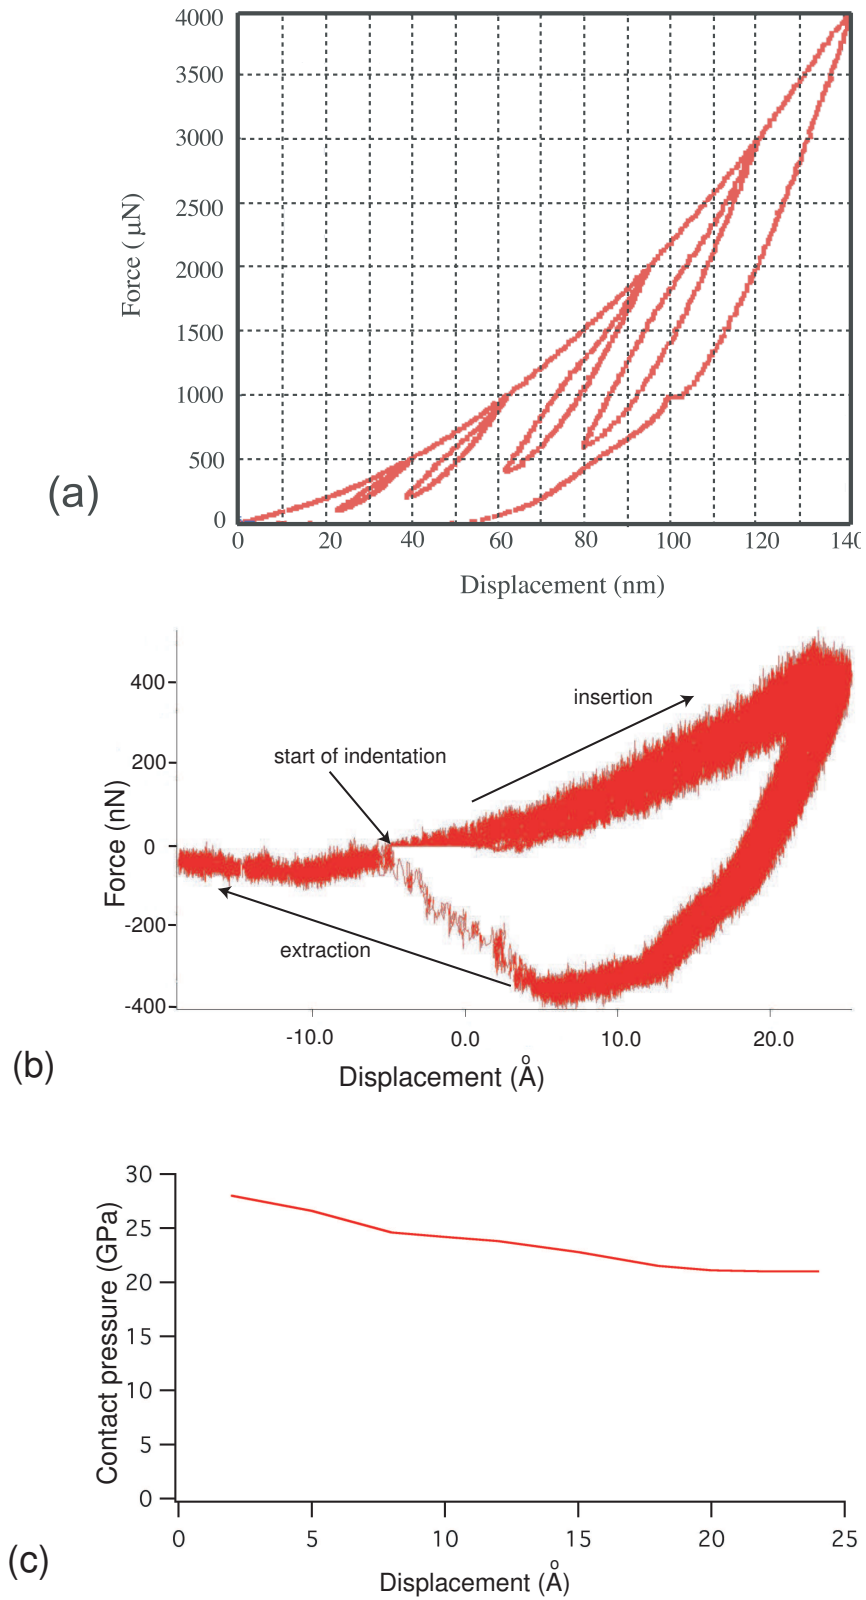 4000
3500
3000
2500
2000
1500
1000
500
0
Force ( μN)
(a)
0 20 40 60 80 100 120 140
Displacement (nm)
400
200
0
-200
-400
Force (nN)
insertion
start of indentation
extraction
-10.0 0.0 10.0 20.0
(b)
Displacement (Å)
30
25
20
15
10
5
0
Contact pressure (GPa)
0 5 10 15 20 25
(c)
Displacement (Å)